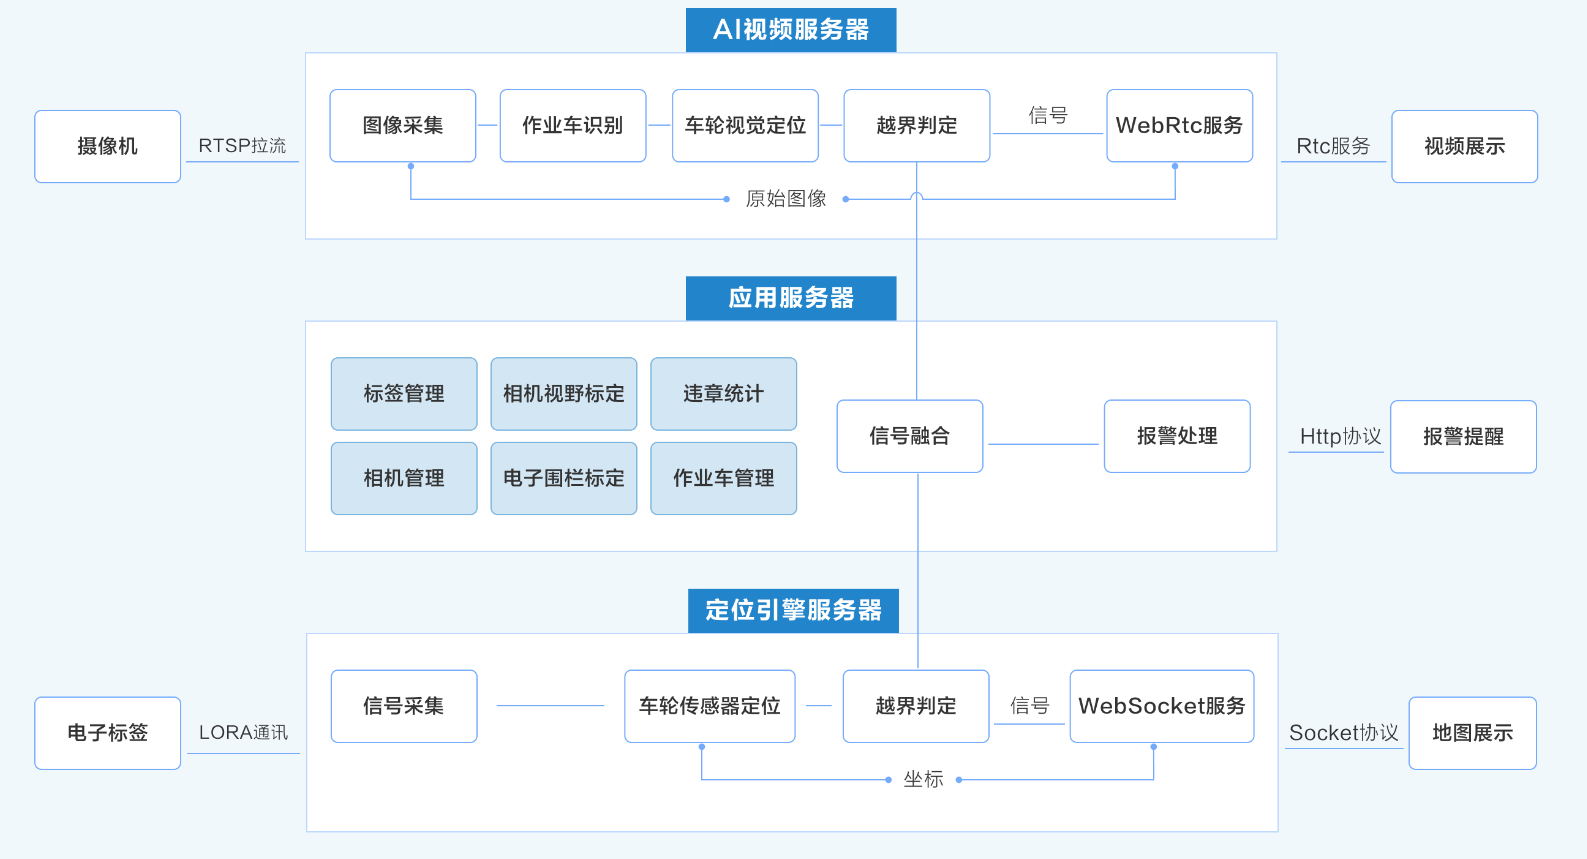 AI视频服务器
摄像机
RTSP拉流
图像采集
作业车识别
车轮视觉定位
越界判定
信号
WebRtc服务
Rtc服务
视频展示
原始图像
应用服务器
标签管理
相机视野标定
违章统计
相机管理
电子围栏标定
作业车管理
信号融合
报警处理
Http协议
报警提醒
定位引擎服务器
电子标签
LORA通讯
信号采集
车轮传感器定位
越界判定
信号
WebSocket服务
Socket协议
地图展示
坐标